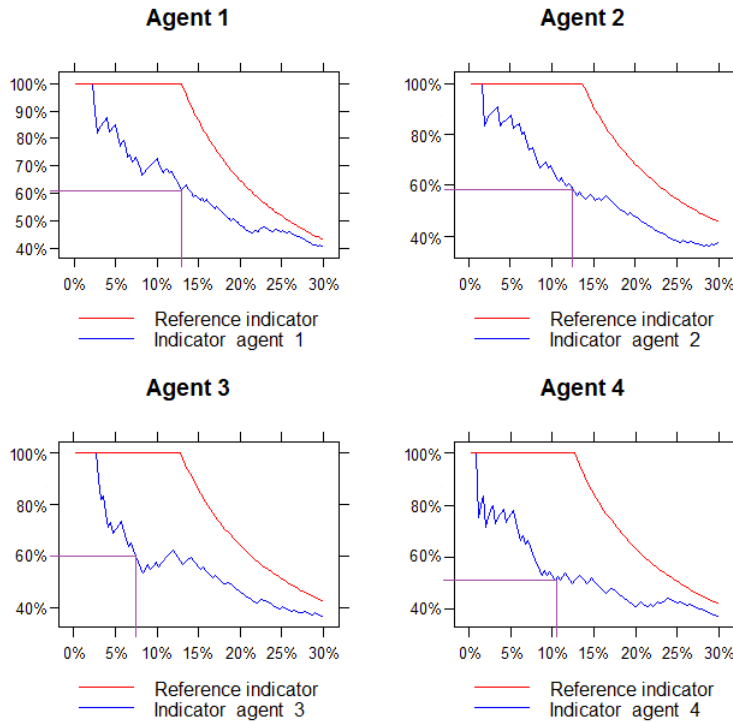 Agent 1
100%
90%
80%
70%
60%
50%
40%
0% 5% 10% 15% 20% 25% 30%
Reference indicator
Indicator agent 1
Agent 2
100%
80%
60%
40%
0% 5% 10% 15% 20% 25% 30%
Reference indicator
Indicator agent 2
Agent 3
100%
80%
60%
40%
0% 5% 10% 15% 20% 25% 30%
Reference indicator
Indicator agent 3
Agent 4
100%
80%
60%
40%
0% 5% 10% 15% 20% 25% 30%
Reference indicator
Indicator agent 4